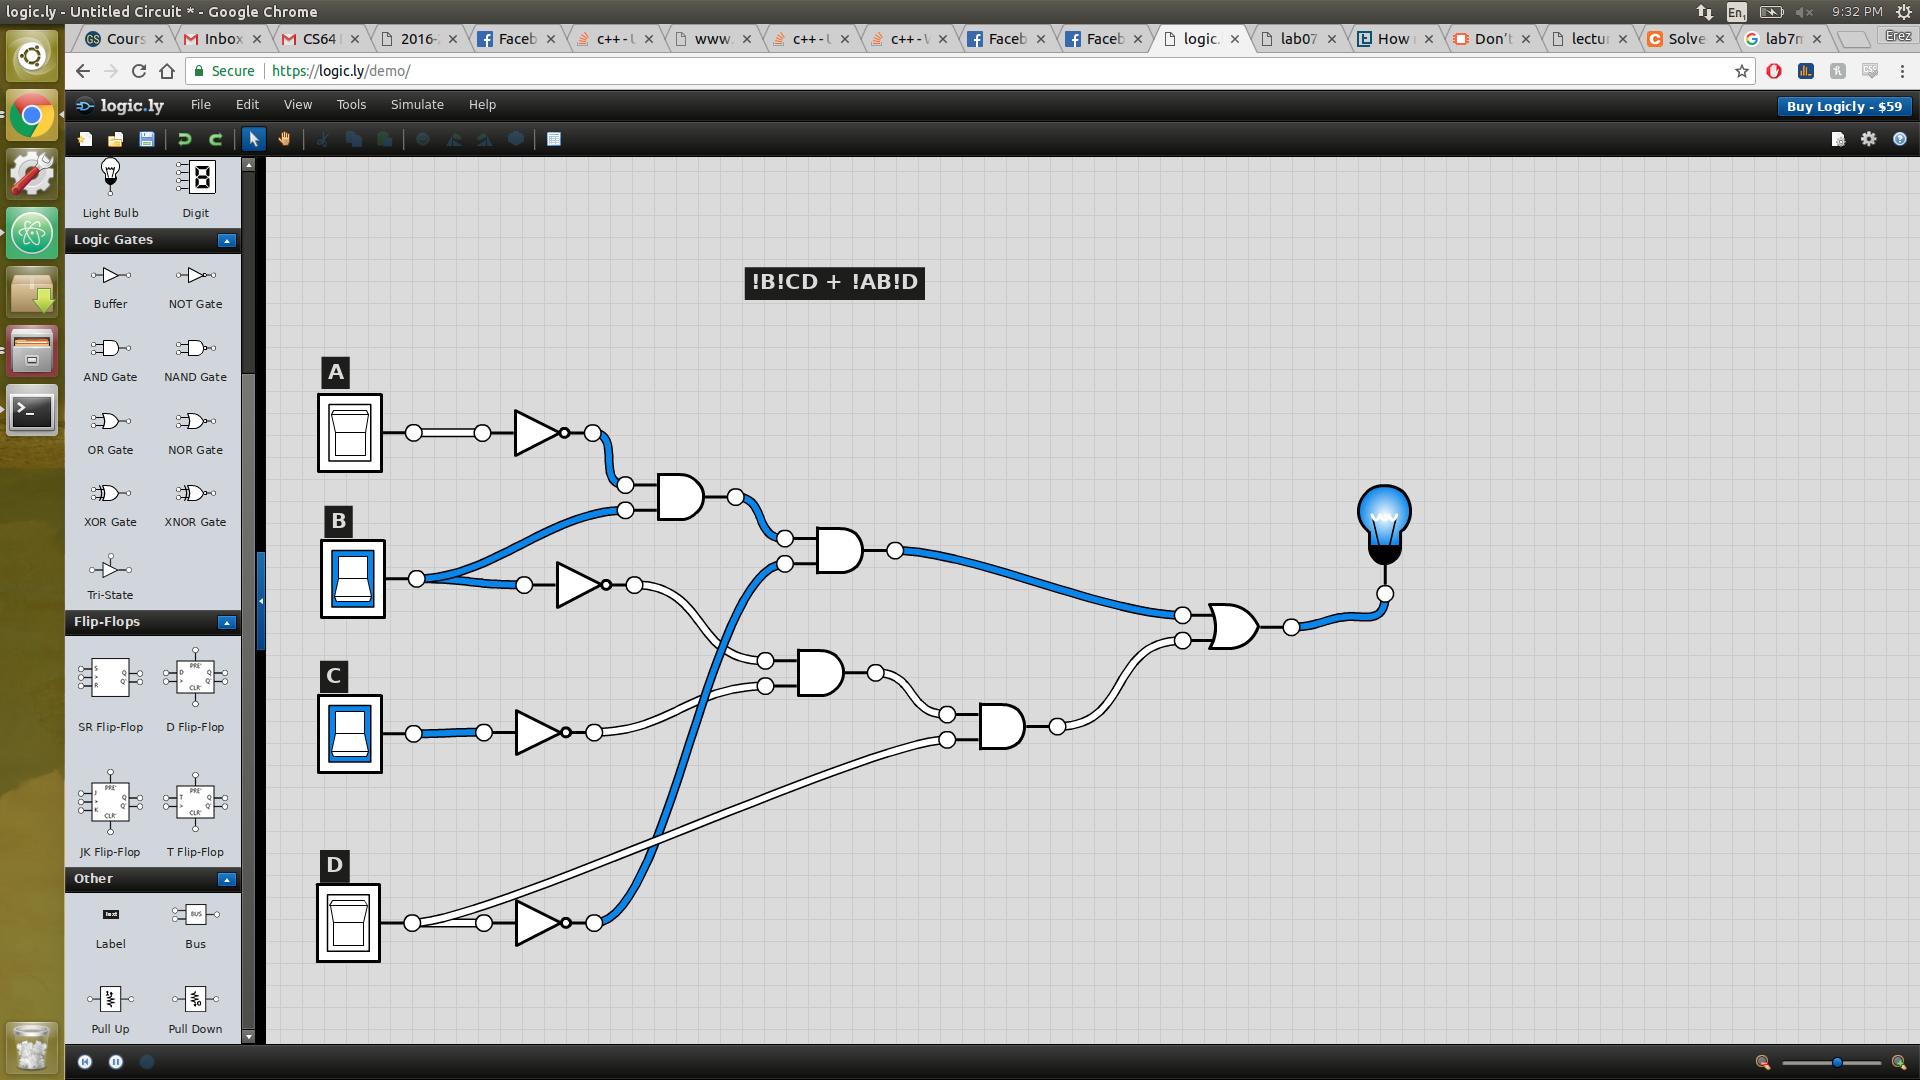 logic.ly - Untitled Circuit * - Google Chrome
En 9:32 PM
Cours Inbox CS64 2016- Faceb c++ - www. c++ - c++ - Faceb Faceb logic. lab07 How Don't lectu Solve lab7m Erez
Secure https://logic.ly/demo/
logic.ly File Edit View Tools Simulate Help Buy Logicly - $59
Light Bulb Digit
Logic Gates
Buffer NOT Gate
AND Gate NAND Gate
OR Gate NOR Gate
XOR Gate XNOR Gate
Tri-State
Flip-Flops
SR Flip-Flop D Flip-Flop
JK Flip-Flop T Flip-Flop
Other
Label Bus
Pull Up Pull Down
!B!CD + !AB!D
A
B
C
D